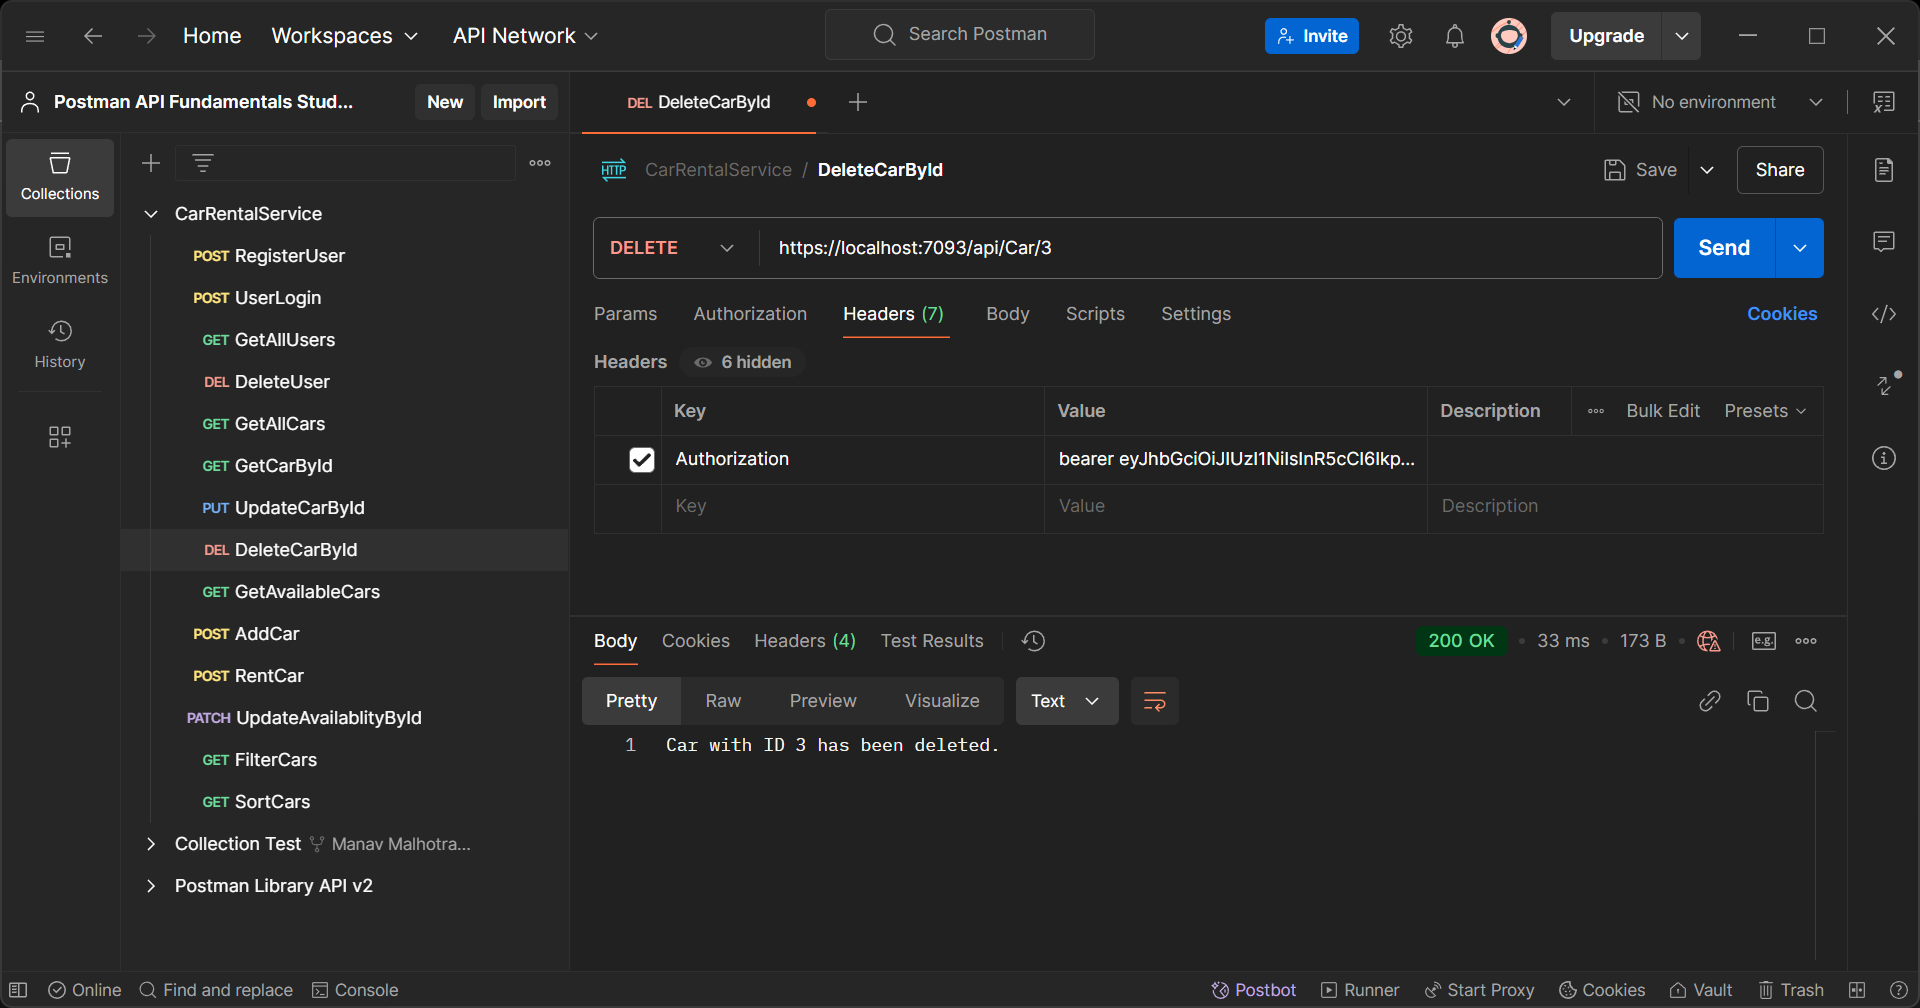 Home Workspaces API Network Search Postman Invite Upgrade
Postman API Fundamentals Stud... New Import DEL DeleteCarById No environment
Collections
Environments
History
CarRentalService
POST RegisterUser
POST UserLogin
GET GetAllUsers
DEL DeleteUser
GET GetAllCars
GET GetCarById
PUT UpdateCarById
DEL DeleteCarById
GET GetAvailableCars
POST AddCar
POST RentCar
PATCH UpdateAvailablityById
GET FilterCars
GET SortCars
Collection Test Manav Malhotra...
Postman Library API v2
HTTP CarRentalService / DeleteCarById Save Share
DELETE https://localhost:7093/api/Car/3 Send
Params Authorization Headers (7) Body Scripts Settings Cookies
Headers 6 hidden
Key Value Description Bulk Edit Presets
Authorization bearer eyJhbGciOiJIUzI1NiIsInR5cCI6Ikp...
Key Value Description
Body Cookies Headers (4) Test Results 200 OK 33 ms 173 B e.g.
Pretty Raw Preview Visualize Text
1 Car with ID 3 has been deleted.
Online Find and replace Console Postbot Runner Start Proxy Cookies Vault Trash